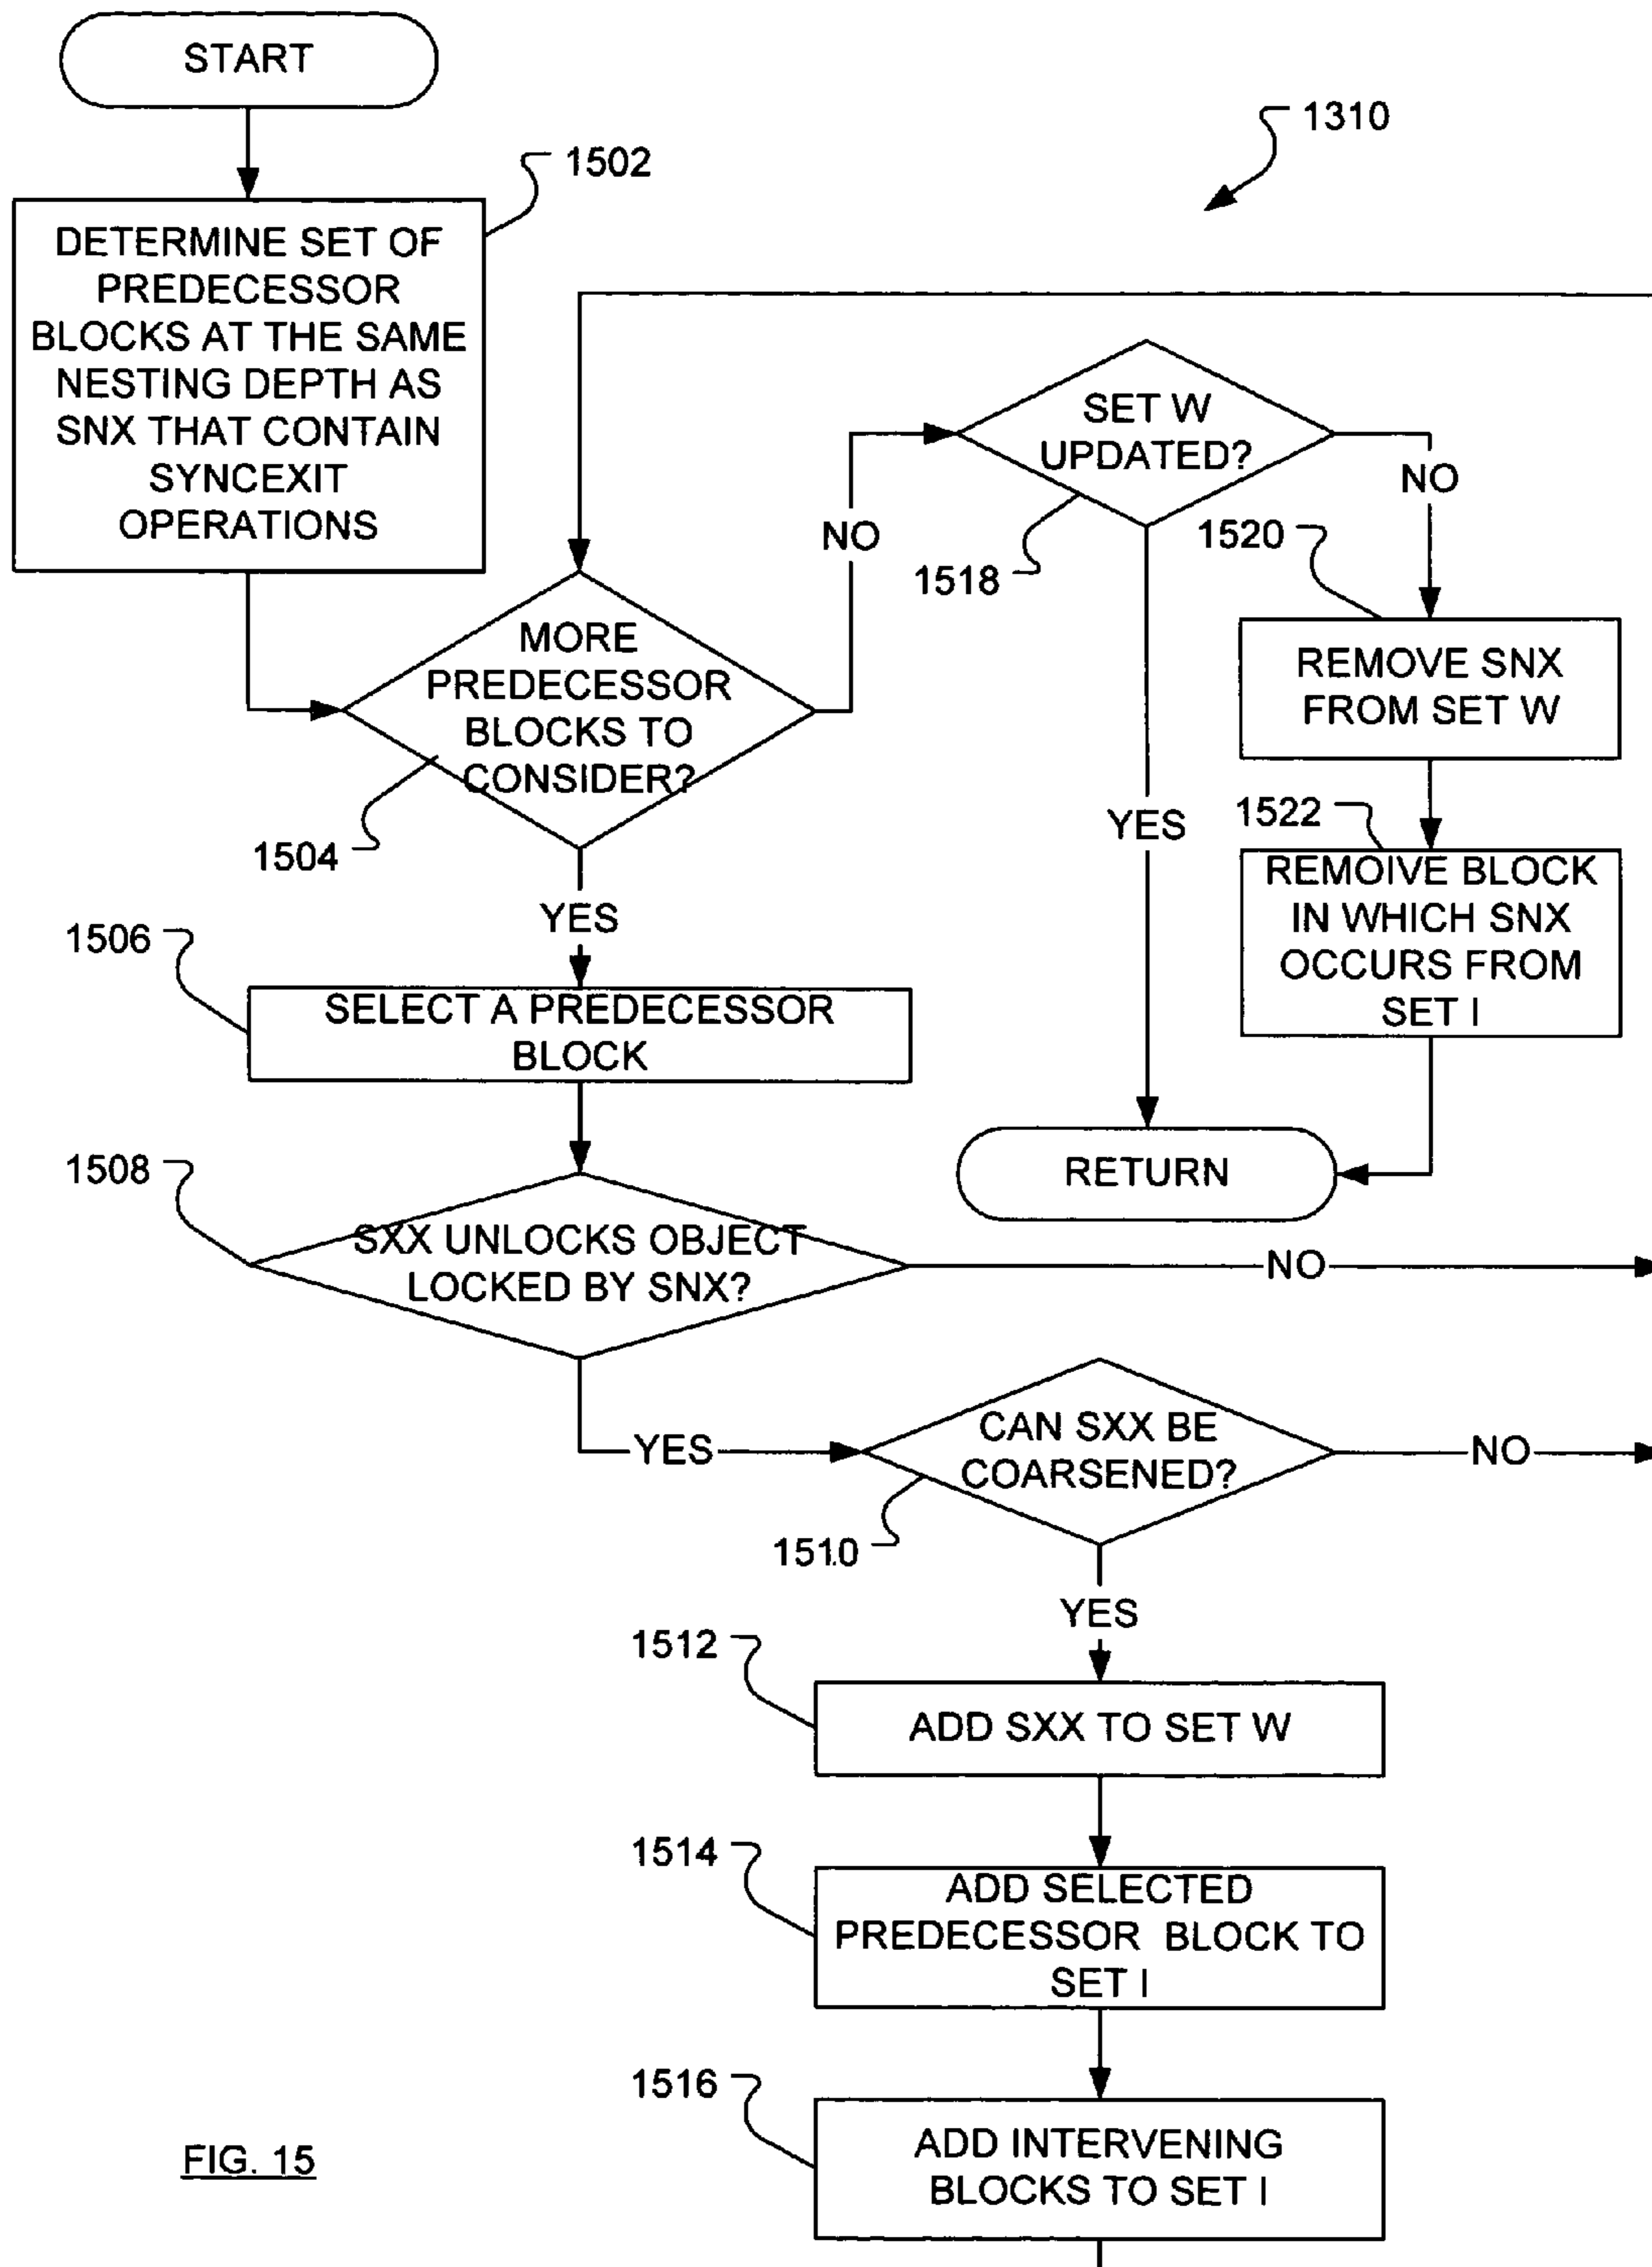 START
1310
1502
DETERMINE SET OF
PREDECESSOR
BLOCKS AT THE SAME
NESTING DEPTH AS
SNX THAT CONTAIN
SYNCEXIT
OPERATIONS
SET W
UPDATED?
NO
NO
1518
1520
MORE
PREDECESSOR
BLOCKS TO
CONSIDER?
1504
REMOVE SNX
FROM SET W
YES
1522
REMOIVE BLOCK
IN WHICH SNX
OCCURS FROM
SET I
YES
1506
SELECT A PREDECESSOR
BLOCK
RETURN
1508
SXX UNLOCKS OBJECT
LOCKED BY SNX?
NO
YES
CAN SXX BE
COARSENED?
NO
1510
YES
1512
ADD SXX TO SET W
1514
ADD SELECTED
PREDECESSOR BLOCK TO
SET I
1516
ADD INTERVENING
BLOCKS TO SET I
FIG. 15